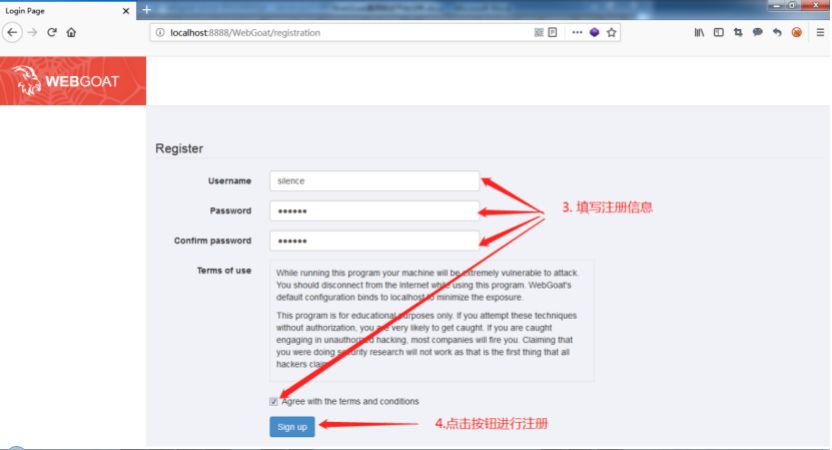 Login Page
localhost:8888/WebGoat/registration
WEBGOAT
Register
Username
silence
Password
3. 填写注册信息
Confirm password
Terms of use
While running this program your machine will be extremely vulnerable to attack.
You should disconnect from the Internet while using this program. WebGoat's
default configuration binds to localhost to minimize the exposure.
This program is for educational purposes only. If you attempt these techniques
without authorization, you are very likely to get caught. If you are caught
engaging in unauthorized hacking, most companies will fire you. Claiming that
you were doing security research will not work as that is the first thing that all
hackers claim
Agree with the terms and conditions
Sign up
4.点击按钮进行注册